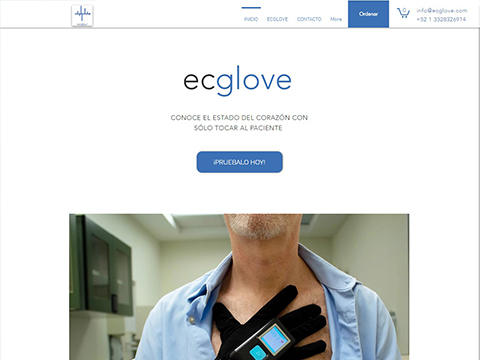 INICIO ECGLOVE CONTACTO More Ordenar
info@ecglove.com
+52 1 3328326914
ecglove
CONOCE EL ESTADO DEL CORAZÓN CON
SÓLO TOCAR AL PACIENTE
¡PRUEBALO HOY!